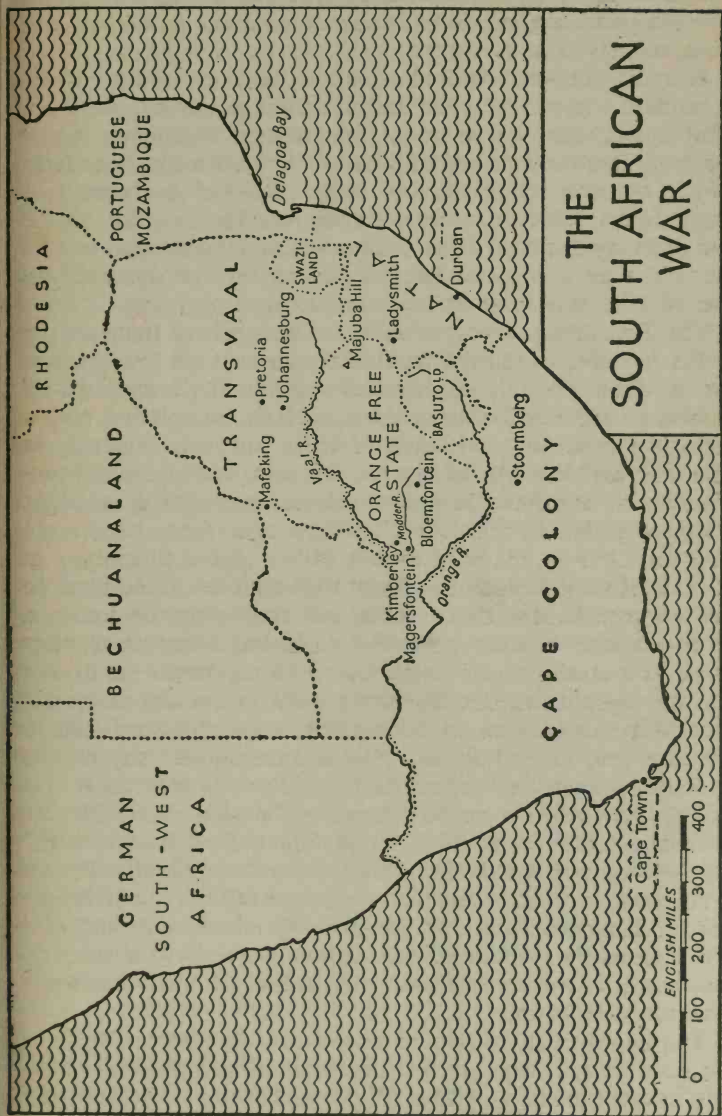 RHODESIA
PORTUGUESE
MOZAMBIQUE
BECHUANALAND
TRANSVAAL
Delagoa Bay
GERMAN
SOUTH-WEST
AFRICA
•Pretoria
•Johannesburg
•Mafeking
SWAZI-
LAND
Vaal R.
Majuba Hill
ORANGE FREE
STATE
•Ladysmith
NATAL
Kimberley•
Modder R.
Magersfontein•
Bloemfontein
BASUTOLD
Durban
Orange R.
•Stormberg
CAPE COLONY
Cape Town
THE
SOUTH AFRICAN
WAR
ENGLISH MILES
0 100 200 300 400